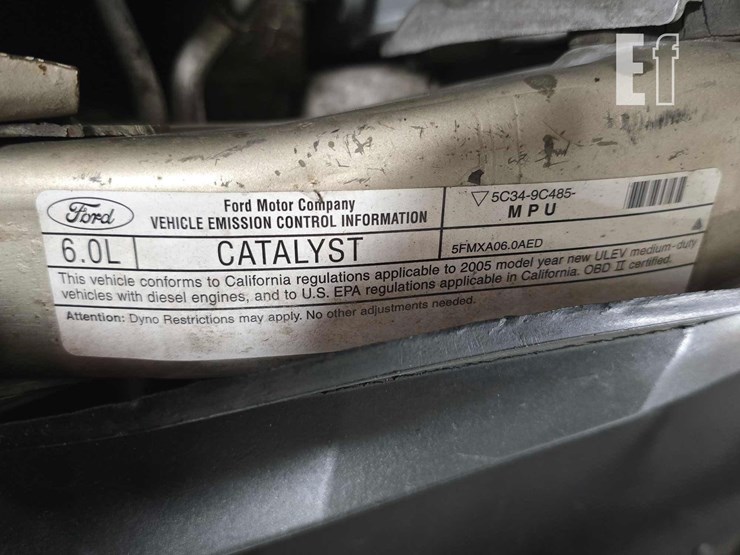 Ef
Ford
Ford Motor Company
VEHICLE EMISSION CONTROL INFORMATION
5C34-9C485-
MPU
6.0L
CATALYST
5FMXA06.0AED
This vehicle conforms to California regulations applicable to 2005 model year new ULEV medium-duty
vehicles with diesel engines, and to U.S. EPA regulations applicable in California. OBD II certified.
Attention: Dyno Restrictions may apply. No other adjustments needed.